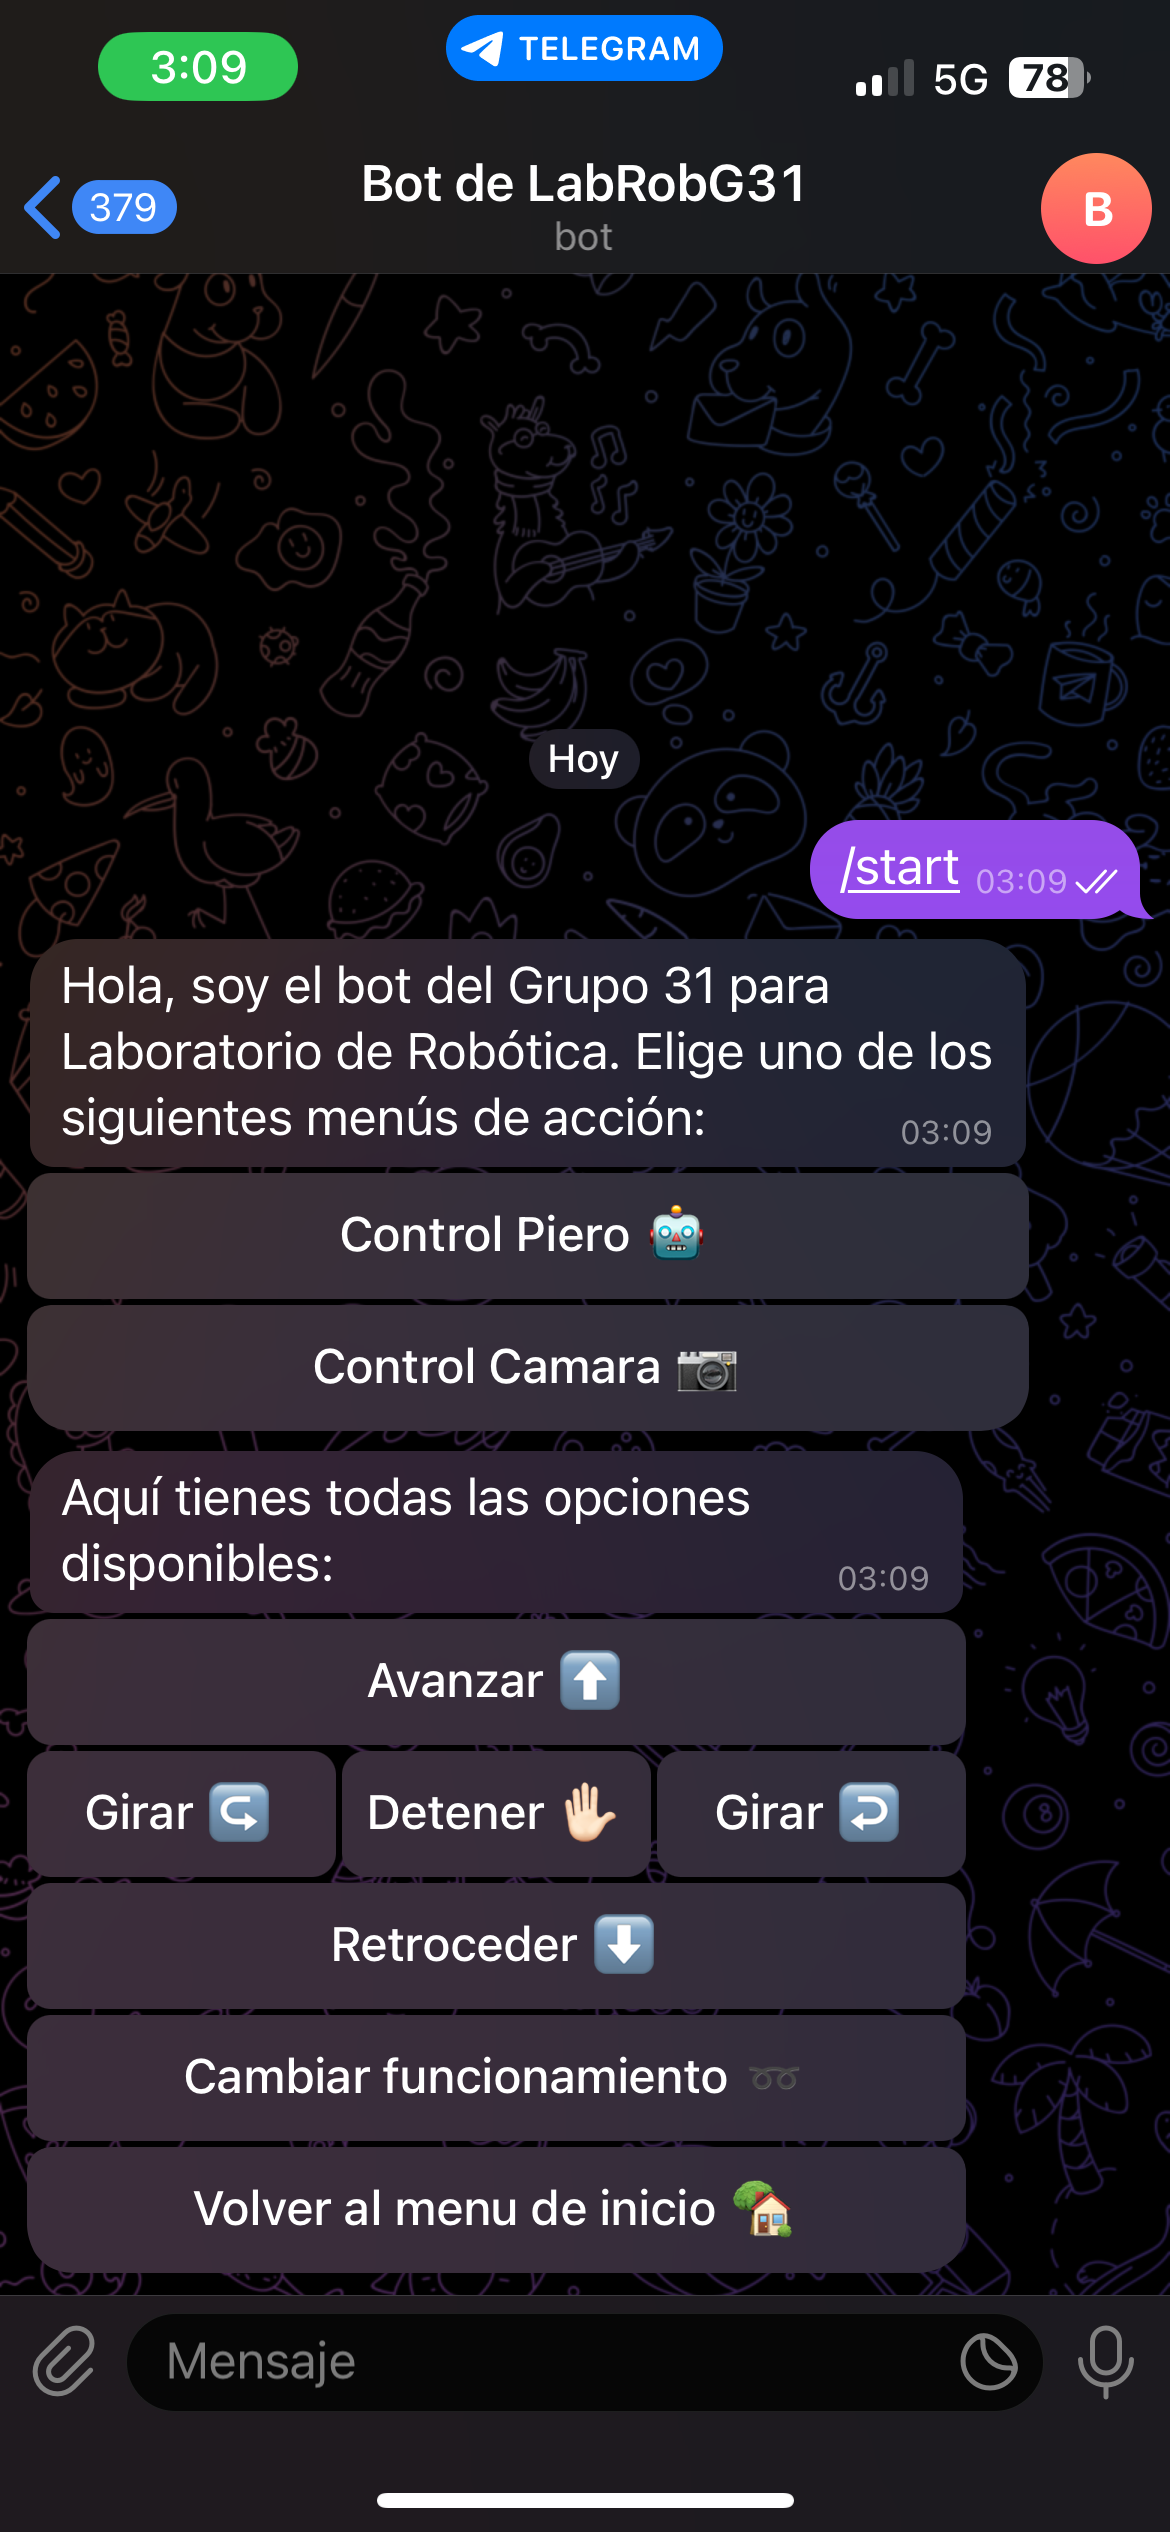 3:09
TELEGRAM
5G
78
379
Bot de LabRobG31
bot
B
Hoy
/start 03:09
Hola, soy el bot del Grupo 31 para
Laboratorio de Robótica. Elige uno de los
siguientes menús de acción:
03:09
Control Piero 🤖
Control Camara 📷
Aquí tienes todas las opciones
disponibles:
03:09
Avanzar ⬆️
Girar ↪️
Detener ✋🏻
Girar ↩️
Retroceder ⬇️
Cambiar funcionamiento ➿
Volver al menu de inicio 🏡
Mensaje